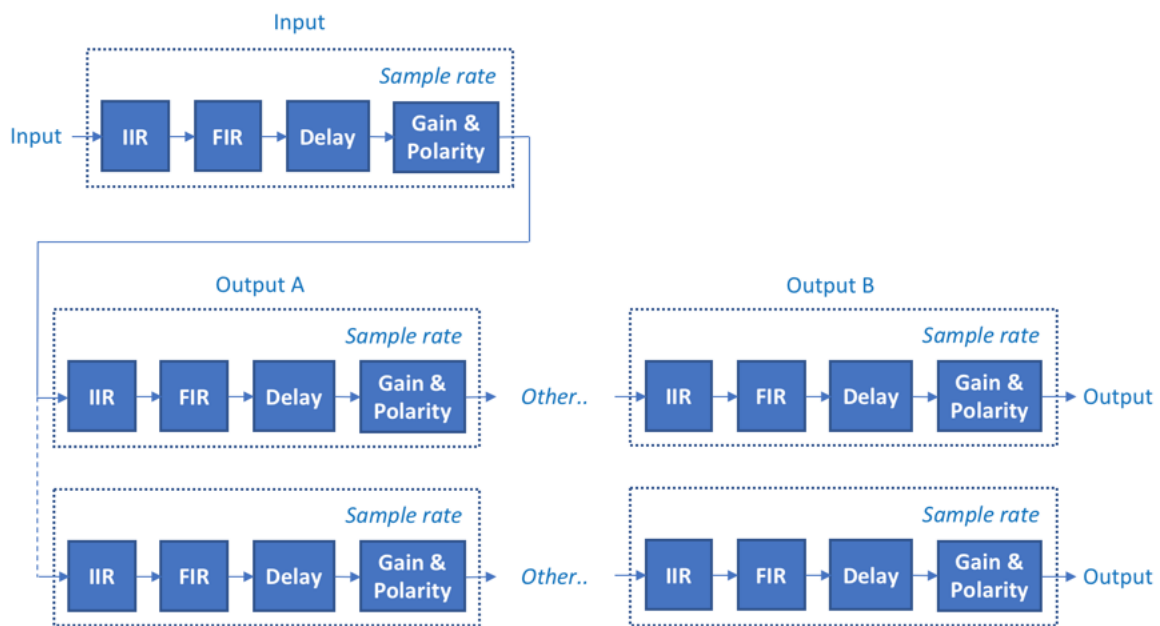 Input
Sample rate
Input
IIR
FIR
Delay
Gain &
Polarity
Output A
Output B
Sample rate
Sample rate
IIR
FIR
Delay
Gain &
Polarity
Other..
IIR
FIR
Delay
Gain &
Polarity
Output
Sample rate
Sample rate
IIR
FIR
Delay
Gain &
Polarity
Other..
IIR
FIR
Delay
Gain &
Polarity
Output